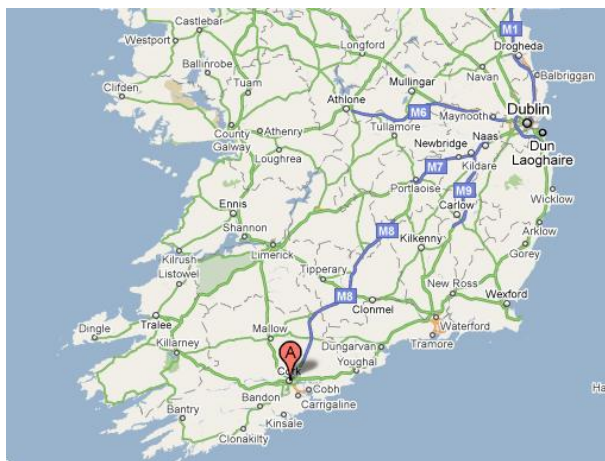 M1
Castlebar
Westport
Longford
Drogheda
Ballinrobe
Navan
Balbriggan
Clifden
Tuam
Mullingar
Athlone
M6
Maynooth
Dublin
County
Galway
Athenry
Tullamore
Naas
Dun
Laoghaire
Loughrea
Newbridge
M7
Kildare
Portlaoise
M9
Wicklow
Ennis
Carlow
Shannon
M8
Arklow
Kilrush
Limerick
Kilkenny
Gorey
Listowel
Tipperary
New Ross
M8
Wexford
Clonmel
Dingle
Tralee
Waterford
Mallow
Tramore
Killarney
Dungarvan
A
Youghal
Cork
Cobh
Bantry
Bandon
Carrigaline
Kinsale
Clonakilty
Ha